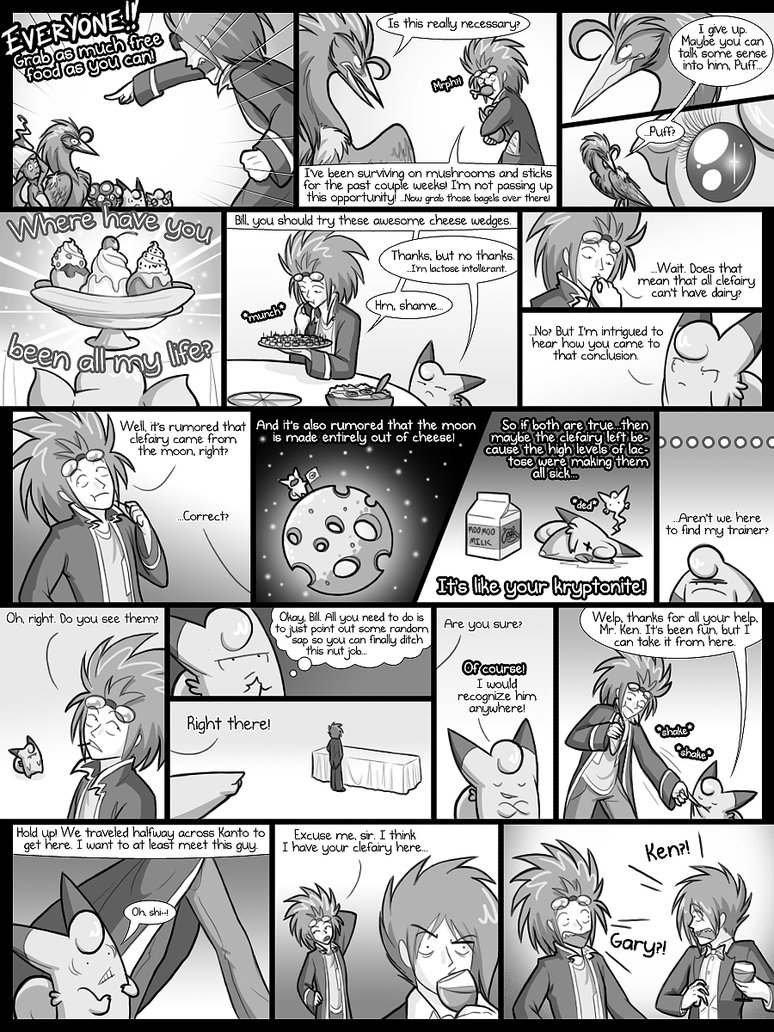 EVERYONE!!
Grab as much free
food as you can!
Is this really necessary?
Mrph!!
I've been surviving on mushrooms and sticks
for the past couple weeks! I'm not passing up
this opportunity! ...Now grab those bagels over there!
I give up.
Maybe you can
talk some sense
into him, Puff...
...Puff?
Where have you
been all my life?
Bill, you should try these awesome cheese wedges.
Thanks, but no thanks.
...I'm lactose intollerant.
Hm, shame...
*munch*
...Wait. Does that
mean that all clefairy
can't have dairy?
...No? But I'm intrigued to
hear how you came to
that conclusion.
Well, it's rumored that
clefairy came from
the moon, right?
...Correct?
And it's also rumored that the moon
is made entirely out of cheese!
So if both are true...then
maybe the clefairy left be-
cause the high levels of lac-
tose were making them
all sick...
*ded*
MOO MOO
MILK
It's like your kryptonite!
...Aren't we here
to find my trainer?
Oh, right. Do you see them?
Okay, Bill. All you need to do is
to just point out some random
sap so you can finally ditch
this nut job...
Right there!
Are you sure?
Of course!
I would
recognize him
anywhere!
Welp, thanks for all your help,
Mr. Ken. It's been fun, but I
can take it from here.
*shake*
*shake*
Hold up! We traveled halfway across Kanto to
get here. I want to at least meet this guy.
Oh, shi--!
Excuse me, sir. I think
I have your clefairy here...
Ken?!
Gary?!